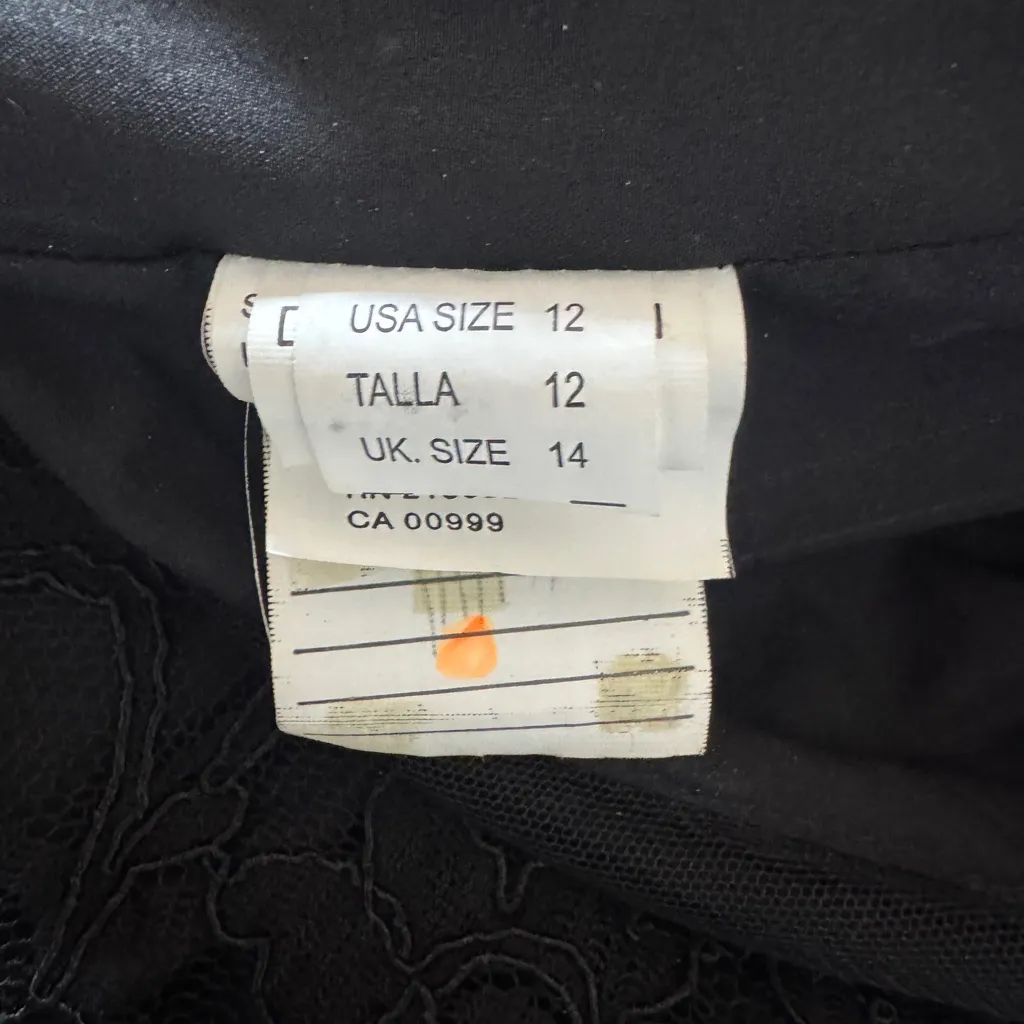 USA SIZE 12
TALLA 12
UK. SIZE 14
CA 00999